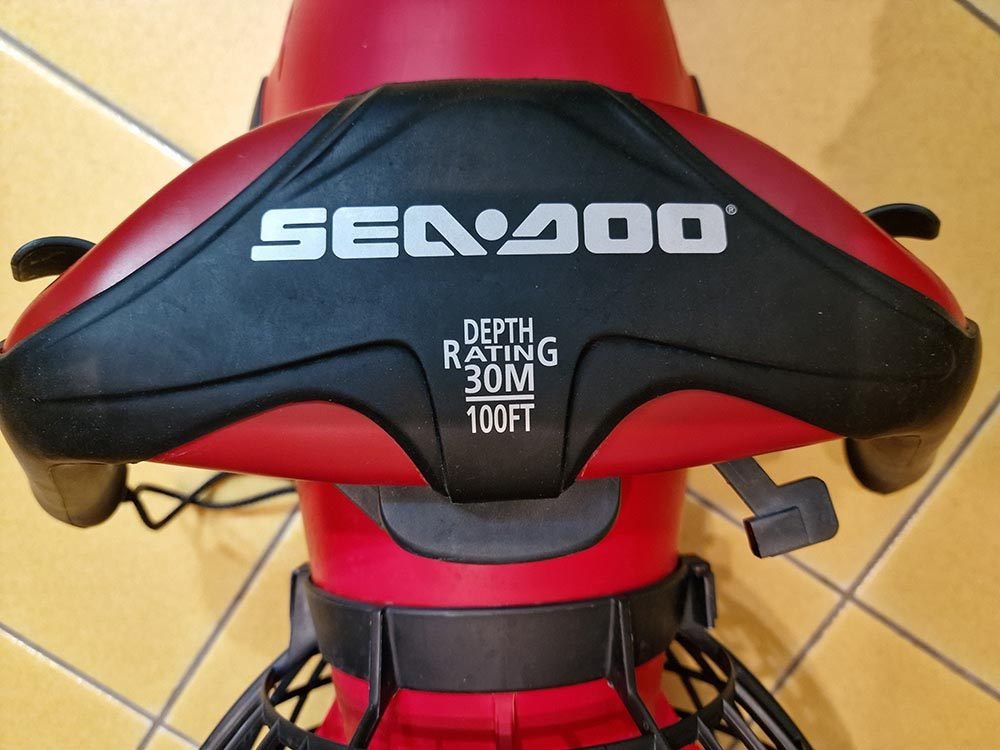 SEA-DOO®
DEPTH
RATING
30M
100FT